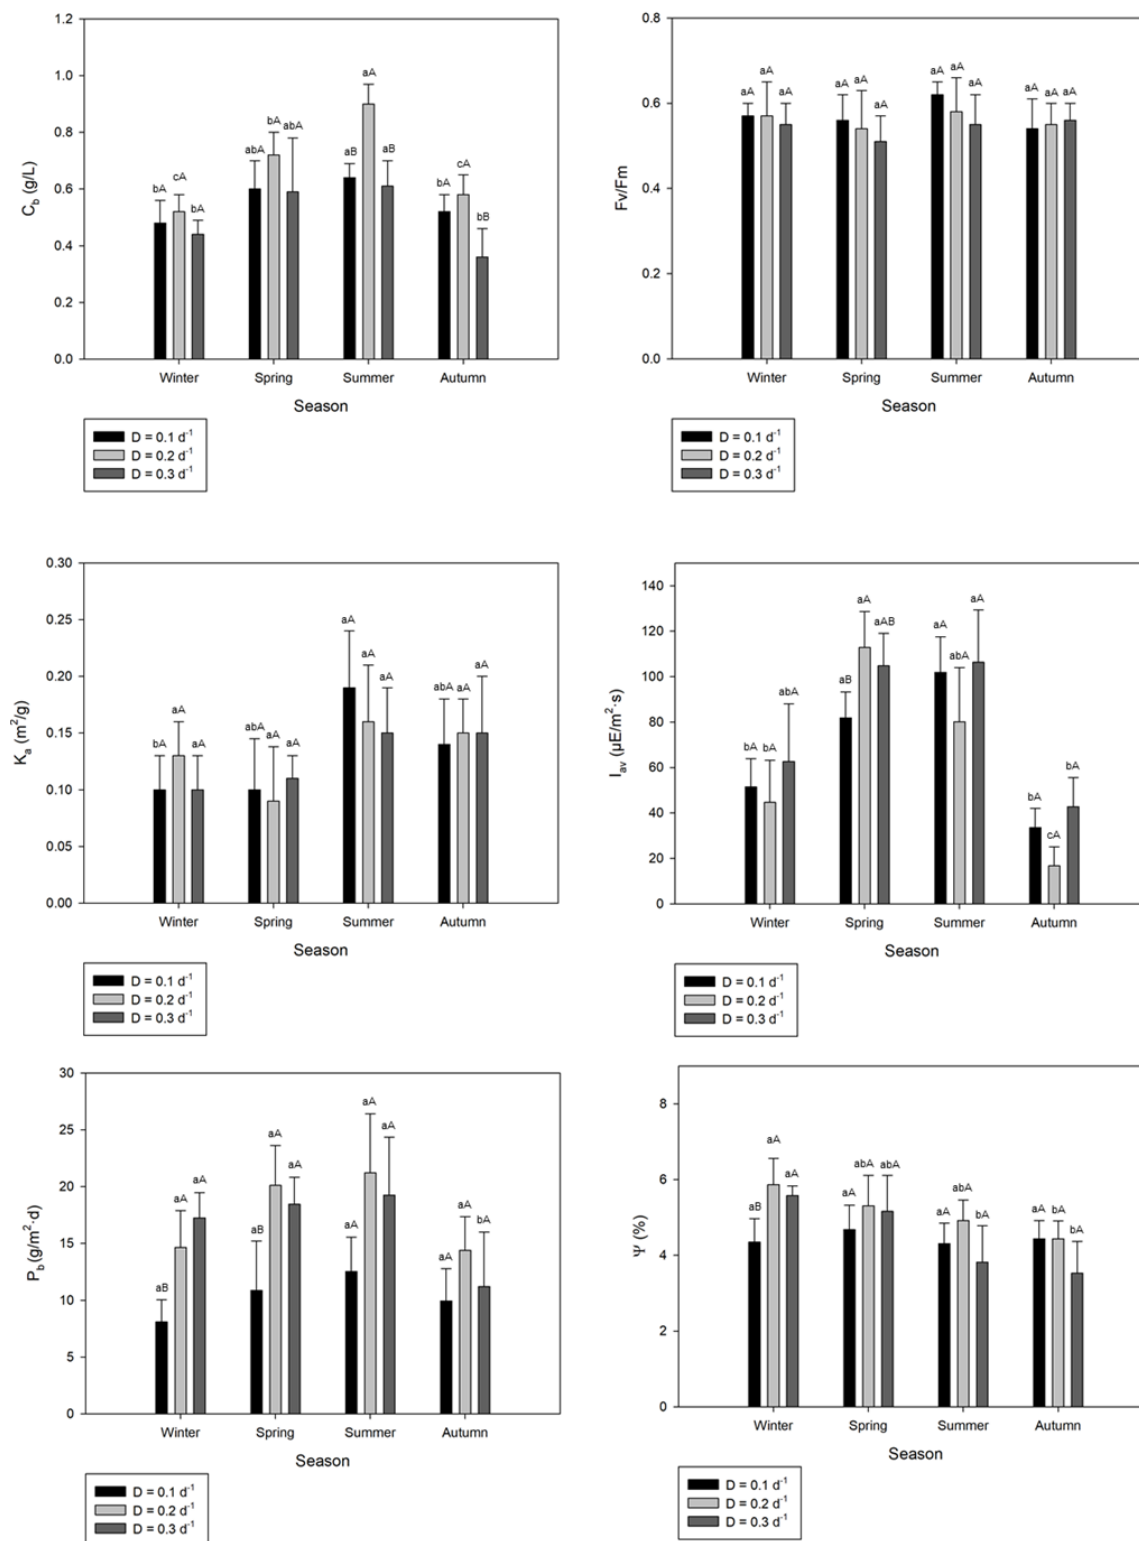 1.2
1.0
0.8
0.6
0.4
0.2
0.0
C_b (g/L)
bA cA bA
abA bA abA
aB aA aB
bA cA bB
Winter Spring Summer Autumn
Season
D = 0.1 d⁻¹
D = 0.2 d⁻¹
D = 0.3 d⁻¹
0.8
0.6
0.4
0.2
0.0
Fv/Fm
aA aA aA
aA aA aA
aA aA aA
aA aA aA
Winter Spring Summer Autumn
Season
D = 0.1 d⁻¹
D = 0.2 d⁻¹
D = 0.3 d⁻¹
0.30
0.25
0.20
0.15
0.10
0.05
0.00
K_a (m²/g)
bA aA aA
abA aA aA
aA aA aA
abA aA aA
Winter Spring Summer Autumn
Season
D = 0.1 d⁻¹
D = 0.2 d⁻¹
D = 0.3 d⁻¹
140
120
100
80
60
40
20
0
I_av (µE/m²·s)
bA bA abA
aB aA aAB
aA abA aA
bA cA bA
Winter Spring Summer Autumn
Season
D = 0.1 d⁻¹
D = 0.2 d⁻¹
D = 0.3 d⁻¹
30
25
20
15
10
5
0
P_b (g/m²·d)
aB aA aA
aB aA aA
aA aA aA
aA aA bA
Winter Spring Summer Autumn
Season
D = 0.1 d⁻¹
D = 0.2 d⁻¹
D = 0.3 d⁻¹
8
6
4
2
0
Ψ (%)
aB aA aA
aA abA abA
aA abA bA
aA bA bA
Winter Spring Summer Autumn
Season
D = 0.1 d⁻¹
D = 0.2 d⁻¹
D = 0.3 d⁻¹